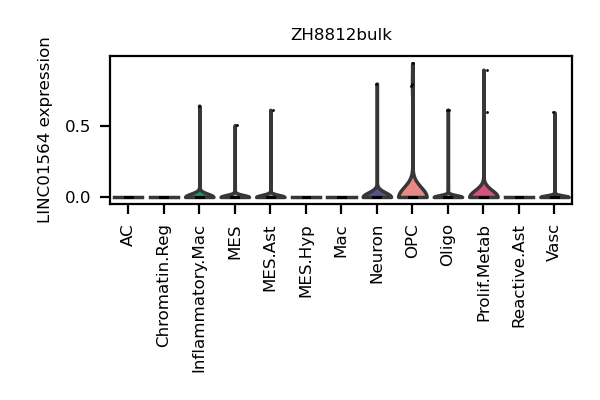 ZH8812bulk
LINC01564 expression
0.5
0.0
AC
Chromatin.Reg
Inflammatory.Mac
MES
MES.Ast
MES.Hyp
Mac
Neuron
OPC
Oligo
Prolif.Metab
Reactive.Ast
Vasc